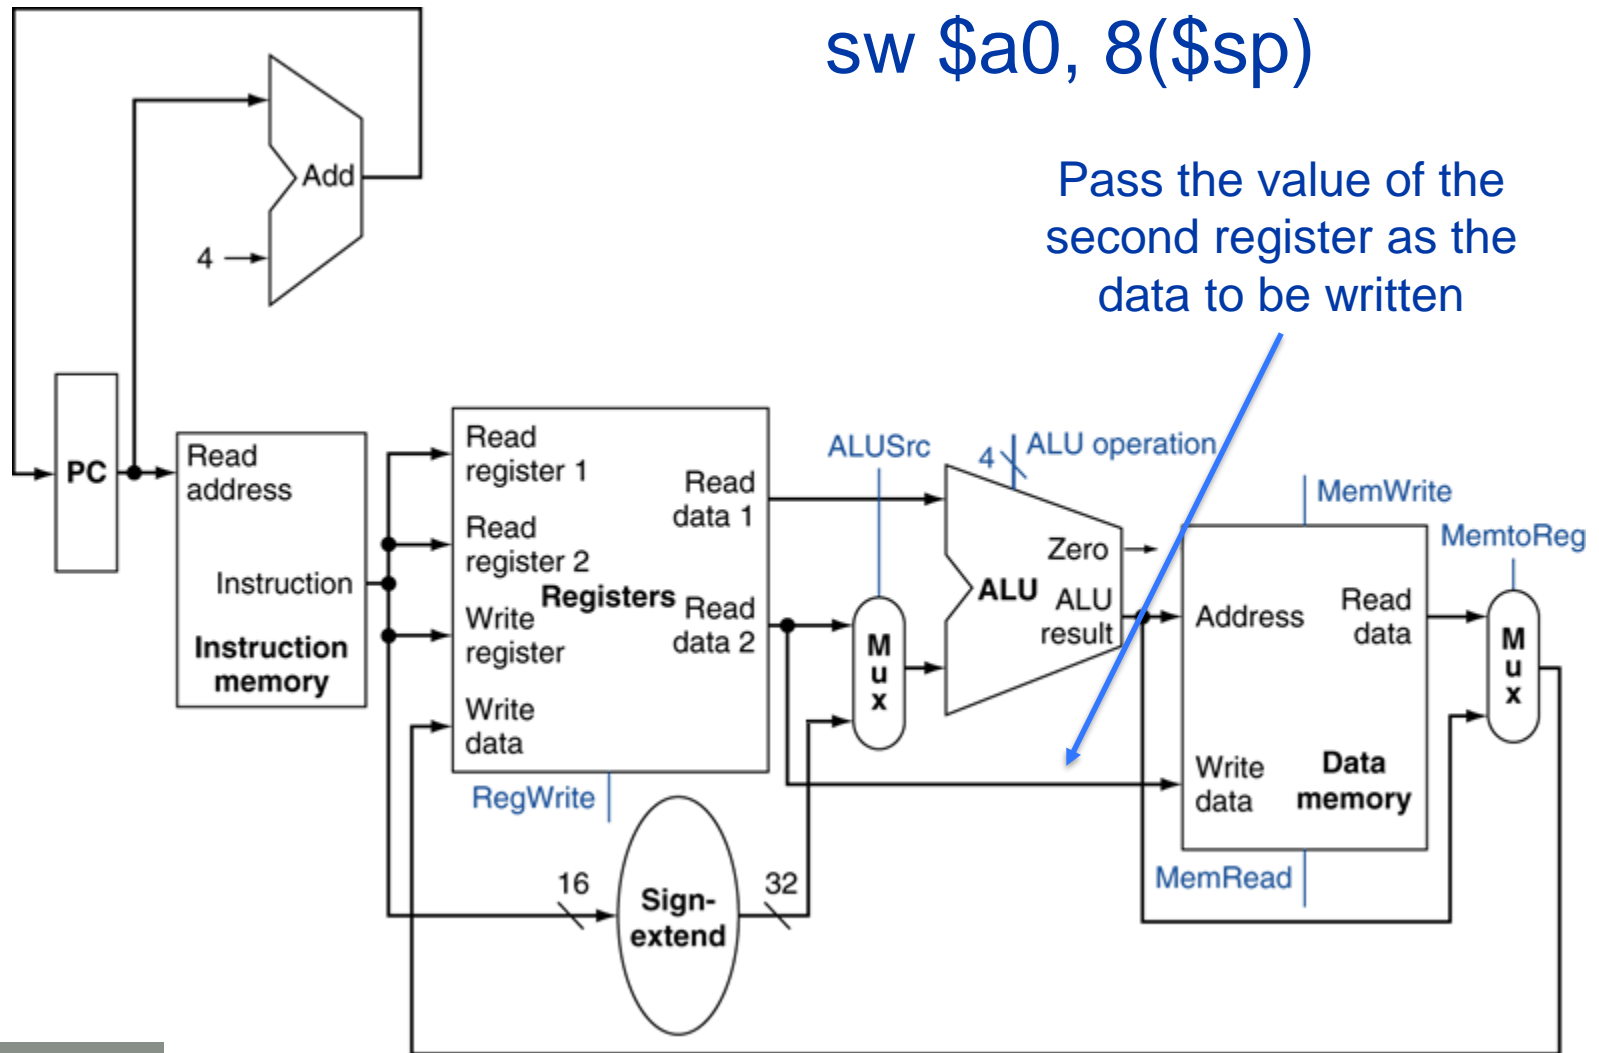 sw $a0, 8($sp)
Pass the value of the
second register as the
data to be written
Add
4
PC
Read
address
Instruction
Instruction
memory
Read
register 1
Read
register 2
Write
register
Write
data
Registers
Read
data 1
Read
data 2
RegWrite
16
Sign-
extend
32
ALUSrc
M
u
x
4
ALU operation
Zero
ALU
ALU
result
MemWrite
Address
Read
data
Write
data
Data
memory
MemRead
MemtoReg
M
u
x